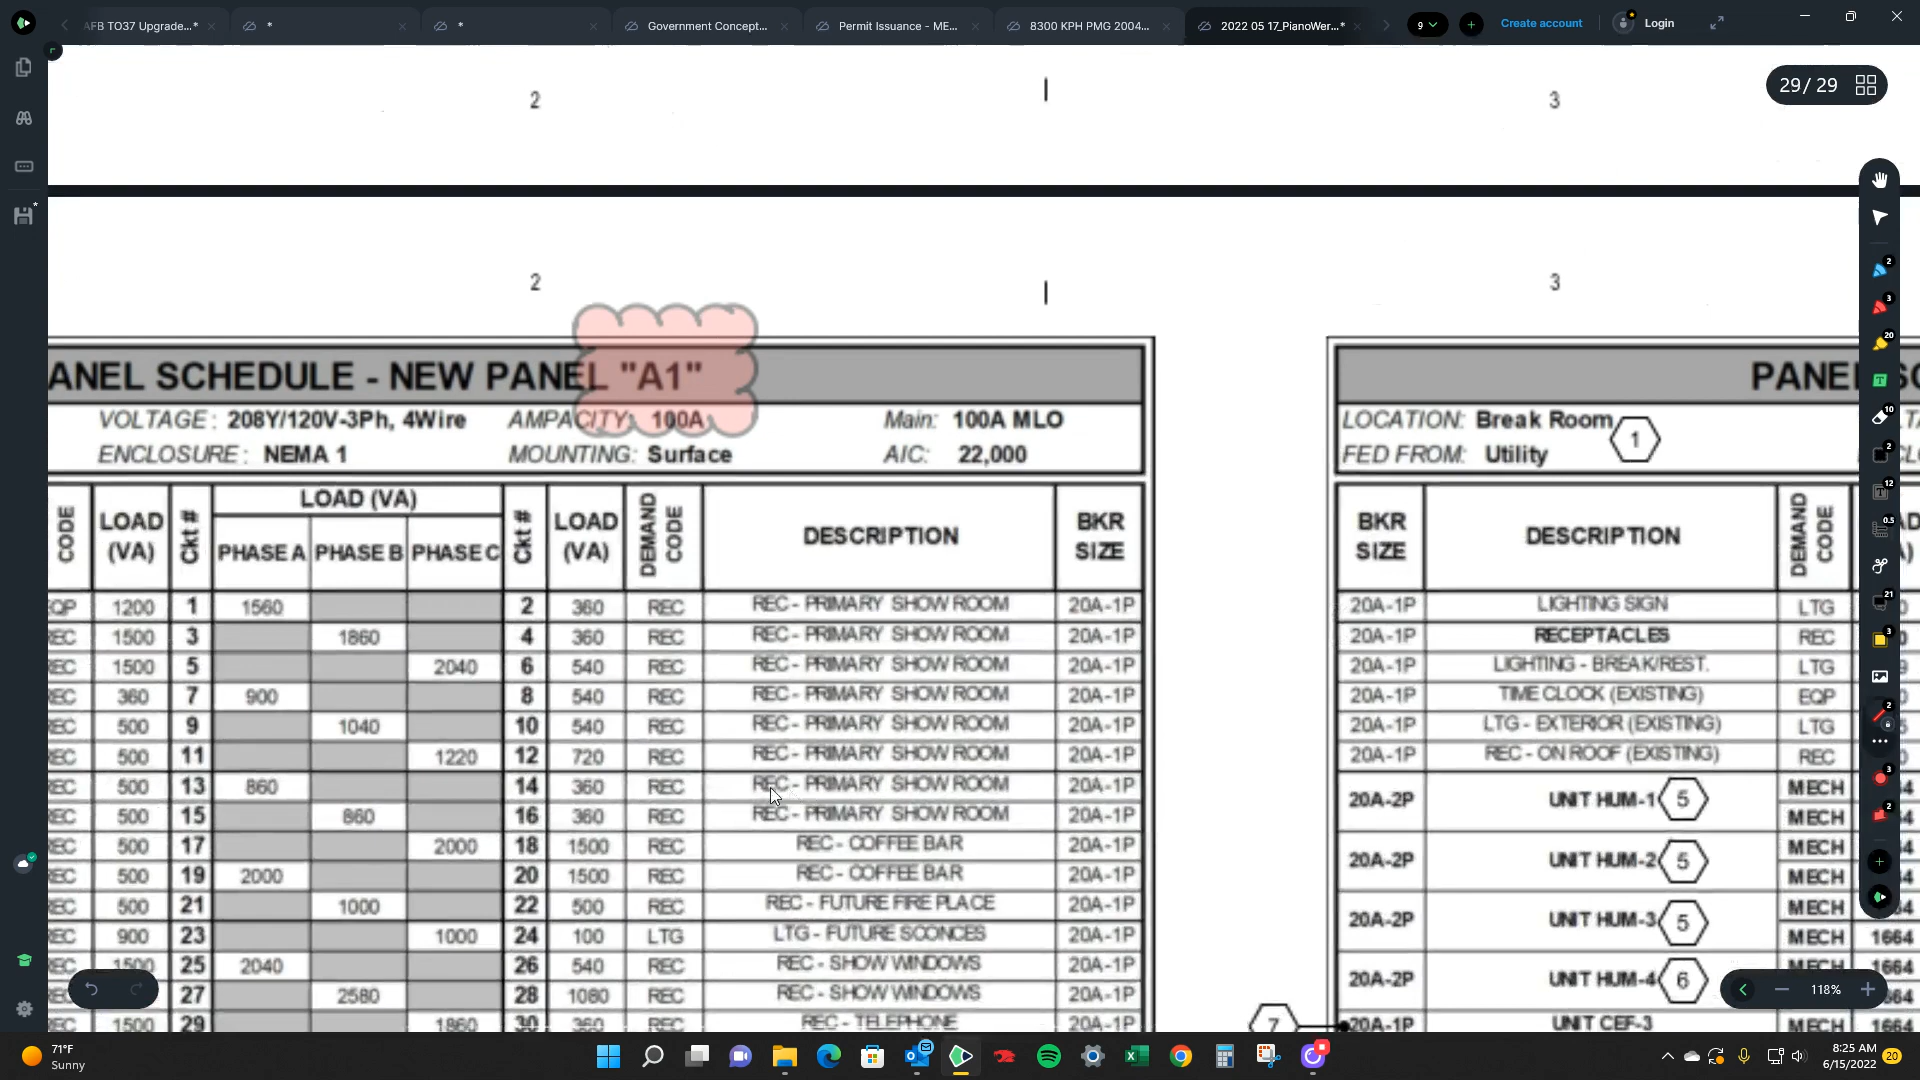 AFB TO37 Upgrade...*
*
*
Government Concept...
Permit Issuance - ME...
8300 KPH PMG 2004...
2022 05 17_PianoWer...*
9
Create account
Login
29/ 29
2
3
2
3
ANEL SCHEDULE - NEW PANEL "A1"
VOLTAGE: 208Y/120V-3Ph, 4Wire AMPACITY: 100A Main: 100A MLO
ENCLOSURE: NEMA 1 MOUNTING: Surface AIC: 22,000
CODE LOAD (VA) Ckt # LOAD (VA) PHASE A PHASE B PHASE C Ckt # LOAD (VA) DEMAND CODE DESCRIPTION BKR SIZE
EQP 1200 1 1560 2 360 REC REC - PRIMARY SHOW ROOM 20A-1P
REC 1500 3 1860 4 360 REC REC - PRIMARY SHOW ROOM 20A-1P
REC 1500 5 2040 6 540 REC REC - PRIMARY SHOW ROOM 20A-1P
REC 360 7 900 8 540 REC REC - PRIMARY SHOW ROOM 20A-1P
REC 500 9 1040 10 540 REC REC - PRIMARY SHOW ROOM 20A-1P
REC 500 11 1220 12 720 REC REC - PRIMARY SHOW ROOM 20A-1P
REC 500 13 860 14 360 REC REC - PRIMARY SHOW ROOM 20A-1P
REC 500 15 860 16 360 REC REC - PRIMARY SHOW ROOM 20A-1P
REC 500 17 2000 18 1500 REC REC - COFFEE BAR 20A-1P
REC 500 19 2000 20 1500 REC REC - COFFEE BAR 20A-1P
REC 500 21 1000 22 500 REC REC - FUTURE FIRE PLACE 20A-1P
REC 900 23 1000 24 100 LTG LTG - FUTURE SCONCES 20A-1P
REC 1500 25 2040 26 540 REC REC - SHOW WINDOWS 20A-1P
REC 27 2580 28 1080 REC REC - SHOW WINDOWS 20A-1P
REC 1500 29 1860 30 360 REC REC - TELEPHONE 20A-1P
PANEL
LOCATION: Break Room 1
FED FROM: Utility
BKR SIZE DESCRIPTION DEMAND CODE
20A-1P LIGHTING SIGN LTG
20A-1P RECEPTACLES REC
20A-1P LIGHTING - BREAK/REST. LTG
20A-1P TIME CLOCK (EXISTING) EQP
20A-1P LTG - EXTERIOR (EXISTING) LTG
20A-1P REC - ON ROOF (EXISTING) REC
20A-2P UNIT HUM-1 5 MECH
MECH
20A-2P UNIT HUM-2 5 MECH
MECH
20A-2P UNIT HUM-3 5 MECH
MECH 1664
20A-2P UNIT HUM-4 6 MECH 1664
MECH
7 20A-1P UNIT CEF-3 MECH 1664
118%
71°F
Sunny
8:25 AM
6/15/2022
20